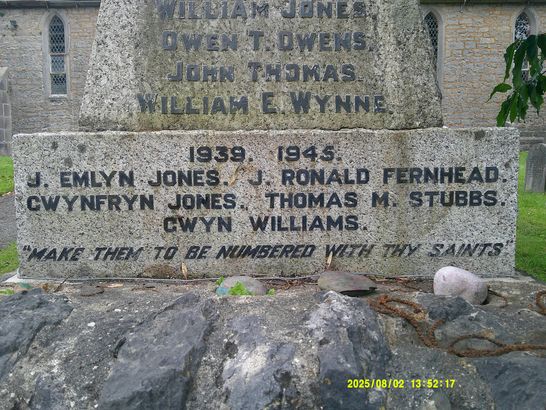 WILLIAM JONES.
OWEN T. OWENS.
JOHN THOMAS.
WILLIAM E. WYNNE.
1939. 1945.
J. EMLYN JONES. J. RONALD FERNHEAD.
GWYNFRYN JONES. THOMAS M. STUBBS.
GWYN WILLIAMS.
"MAKE THEM TO BE NUMBERED WITH THY SAINTS"
2025/08/02 13:52:17